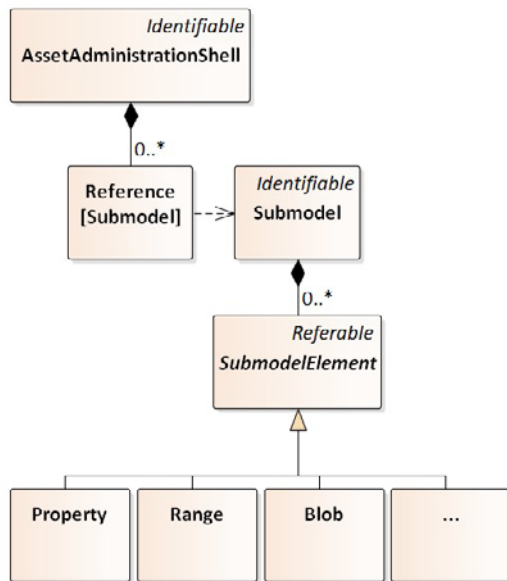 Identifiable
AssetAdministrationShell
0..*
Reference
[Submodel]
Identifiable
Submodel
0..*
Referable
SubmodelElement
Property
Range
Blob
...